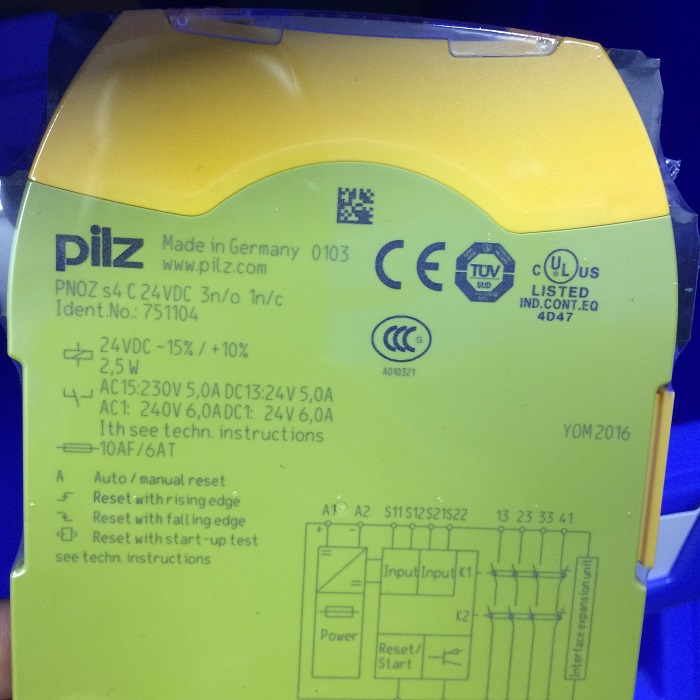 pilz
Made in Germany 0103
www.pilz.com
PNOZ s4 C 24VDC 3n/o 1n/c
Ident.No.: 751104
CE
TÜV
SÜD
C UL US
LISTED
IND.CONT.EQ
4D47
CCC S
A010321
24VDC -15% / +10%
2,5 W
AC15:230V 5,0A DC13:24V 5,0A
AC1: 240V 6,0A DC1: 24V 6,0A
Ith see techn. instructions
10AF/6AT
YOM 2016
A Auto / manual reset
Reset with rising edge
Reset with falling edge
Reset with start-up test
see techn. instructions
A1 A2 S11 S12 S21 S22 13 23 33 41
+ -
Input Input K1
K2
Power
Reset/
Start
Interface expansion unit